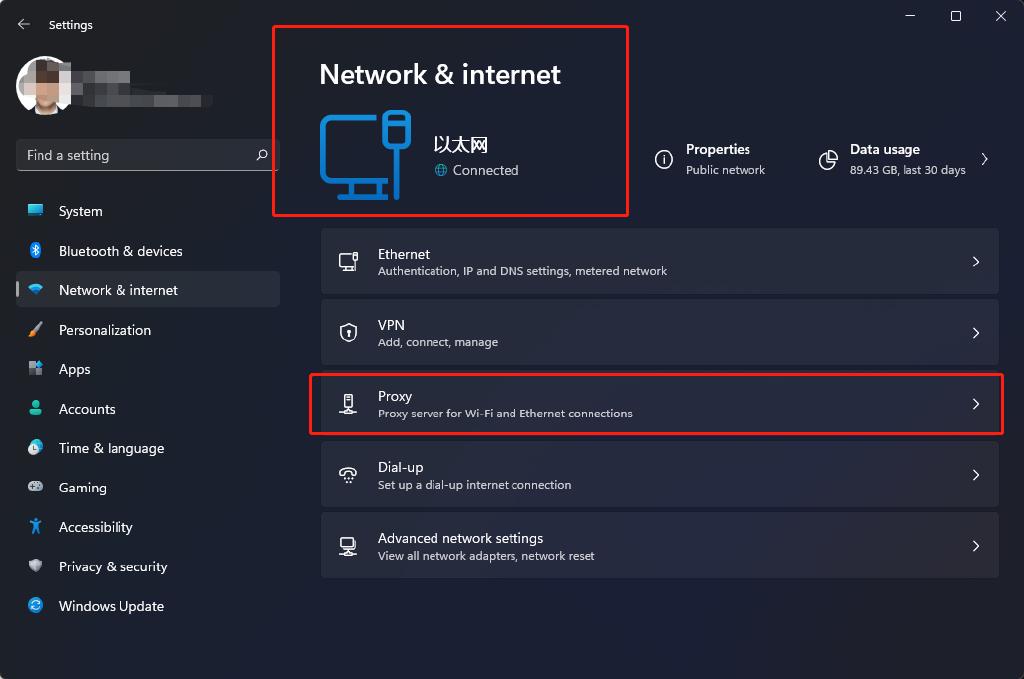 Settings
Find a setting
System
Bluetooth & devices
Network & internet
Personalization
Apps
Accounts
Time & language
Gaming
Accessibility
Privacy & security
Windows Update
Network & internet
以太网
Connected
Properties
Public network
Data usage
89.43 GB, last 30 days
Ethernet
Authentication, IP and DNS settings, metered network
VPN
Add, connect, manage
Proxy
Proxy server for Wi-Fi and Ethernet connections
Dial-up
Set up a dial-up internet connection
Advanced network settings
View all network adapters, network reset